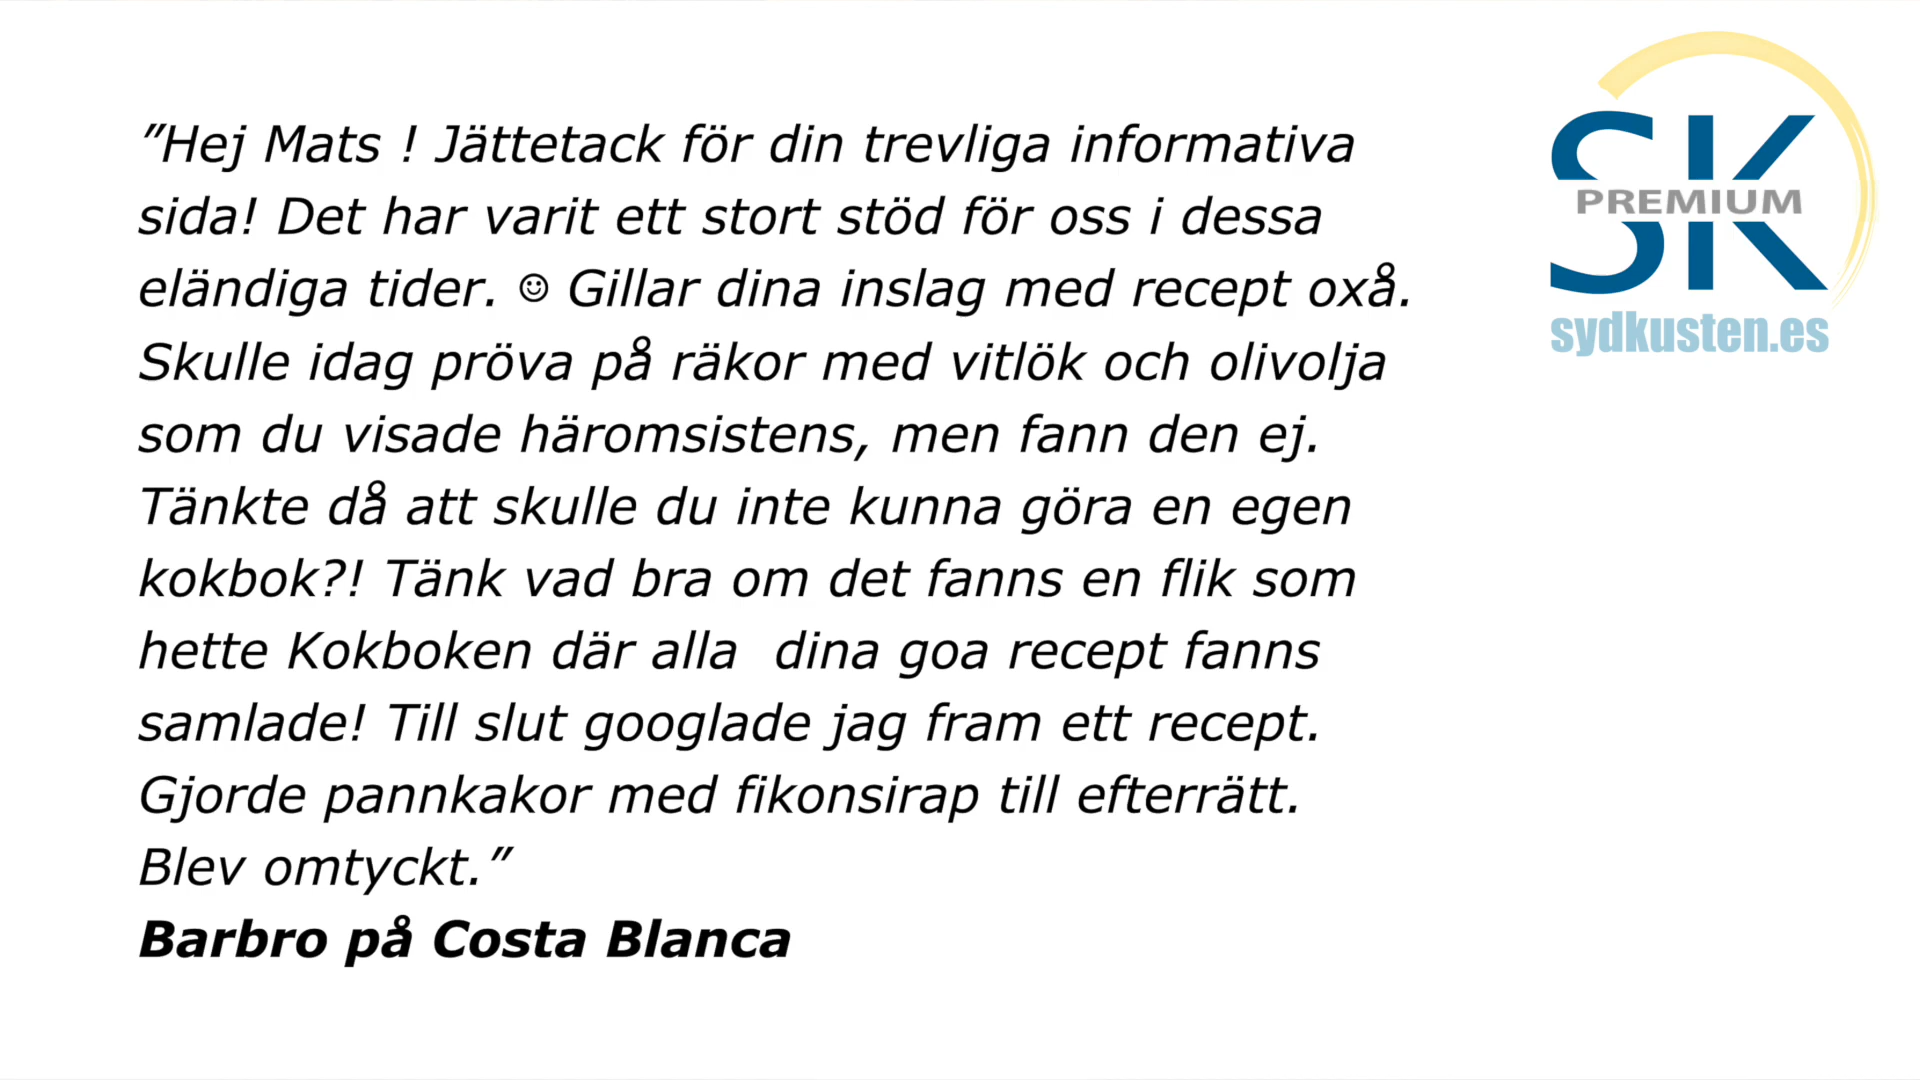 ”Hej Mats ! Jättetack för din trevliga informativa
sida! Det har varit ett stort stöd för oss i dessa
eländiga tider. ☺ Gillar dina inslag med recept oxå.
Skulle idag pröva på räkor med vitlök och olivolja
som du visade häromsistens, men fann den ej.
Tänkte då att skulle du inte kunna göra en egen
kokbok?! Tänk vad bra om det fanns en flik som
hette Kokboken där alla  dina goa recept fanns
samlade! Till slut googlade jag fram ett recept.
Gjorde pannkakor med fikonsirap till efterrätt.
Blev omtyckt.”
Barbro på Costa Blanca
SK
PREMIUM
sydkusten.es